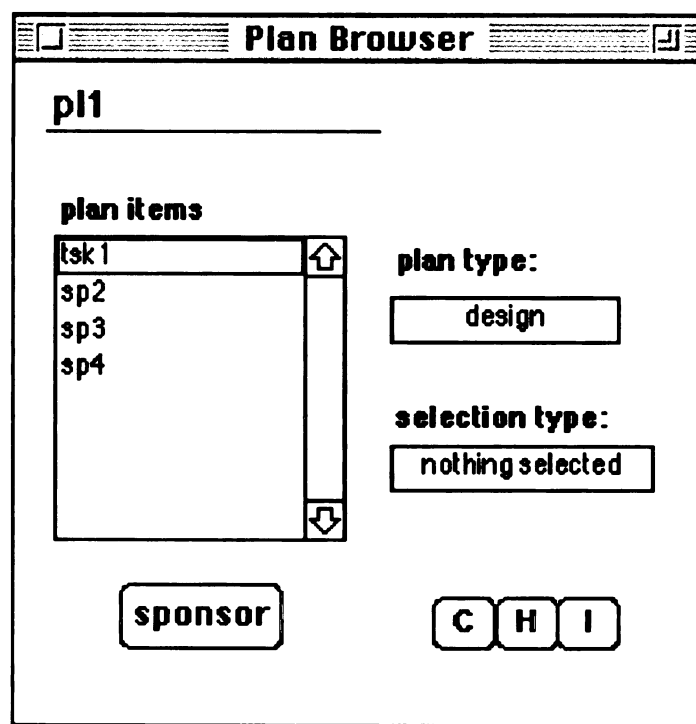 Plan Browser
pl1
plan items
tsk1
sp2
sp3
sp4
plan type:
design
selection type:
nothing selected
sponsor
C H I